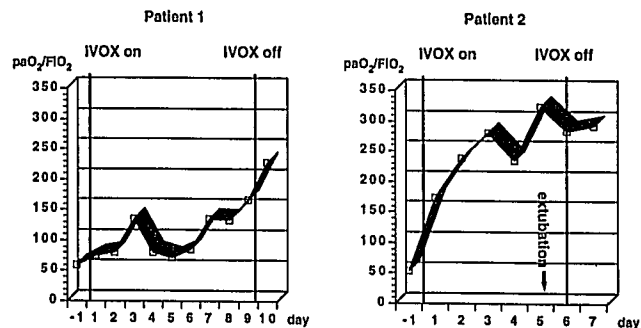 Patient 1
IVOX on
IVOX off
paO₂/FIO₂
350
300
250
200
150
100
50
0
-1 1 2 3 4 5 6 7 8 9 10 day
Patient 2
IVOX on
IVOX off
paO₂/FIO₂
350
300
250
200
150
100
50
0
extubation
-1 1 2 3 4 5 6 7 day